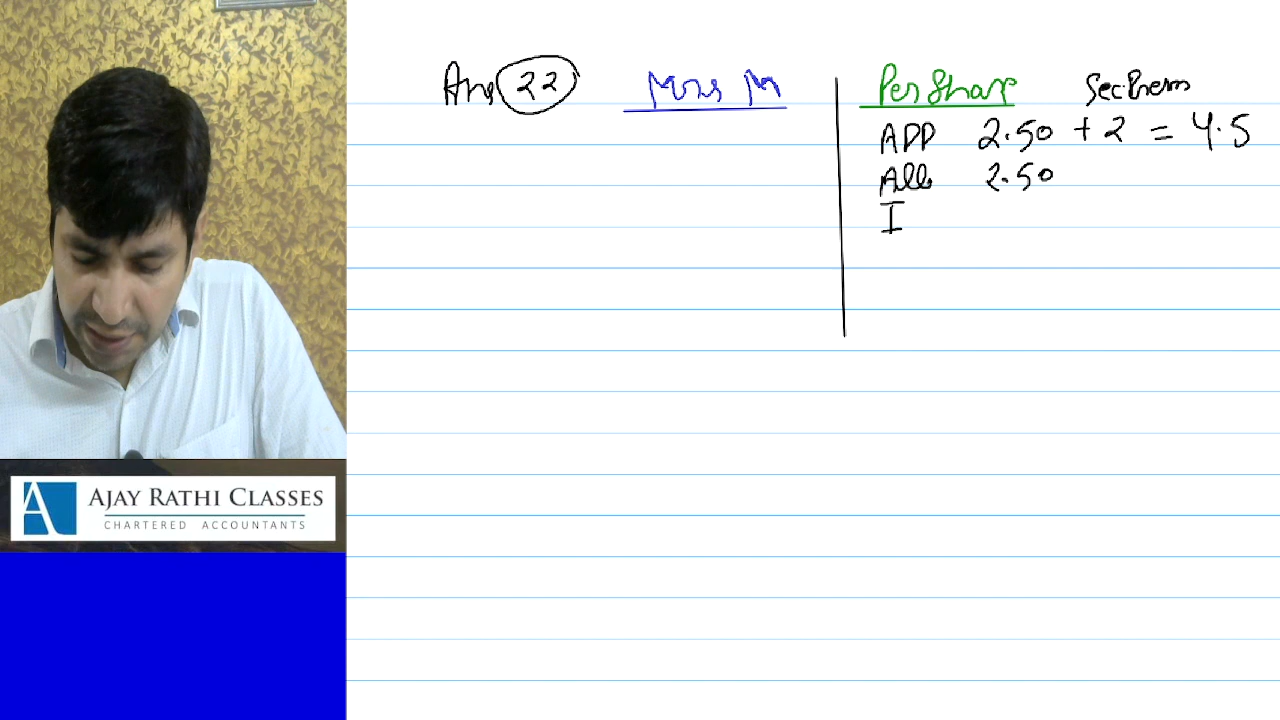 Ans 22 Mrs M
Per Share Sec Prem
APP 2.50 + 2 = 4.5
All 2.50
I
AJAY RATHI CLASSES
CHARTERED ACCOUNTANTS